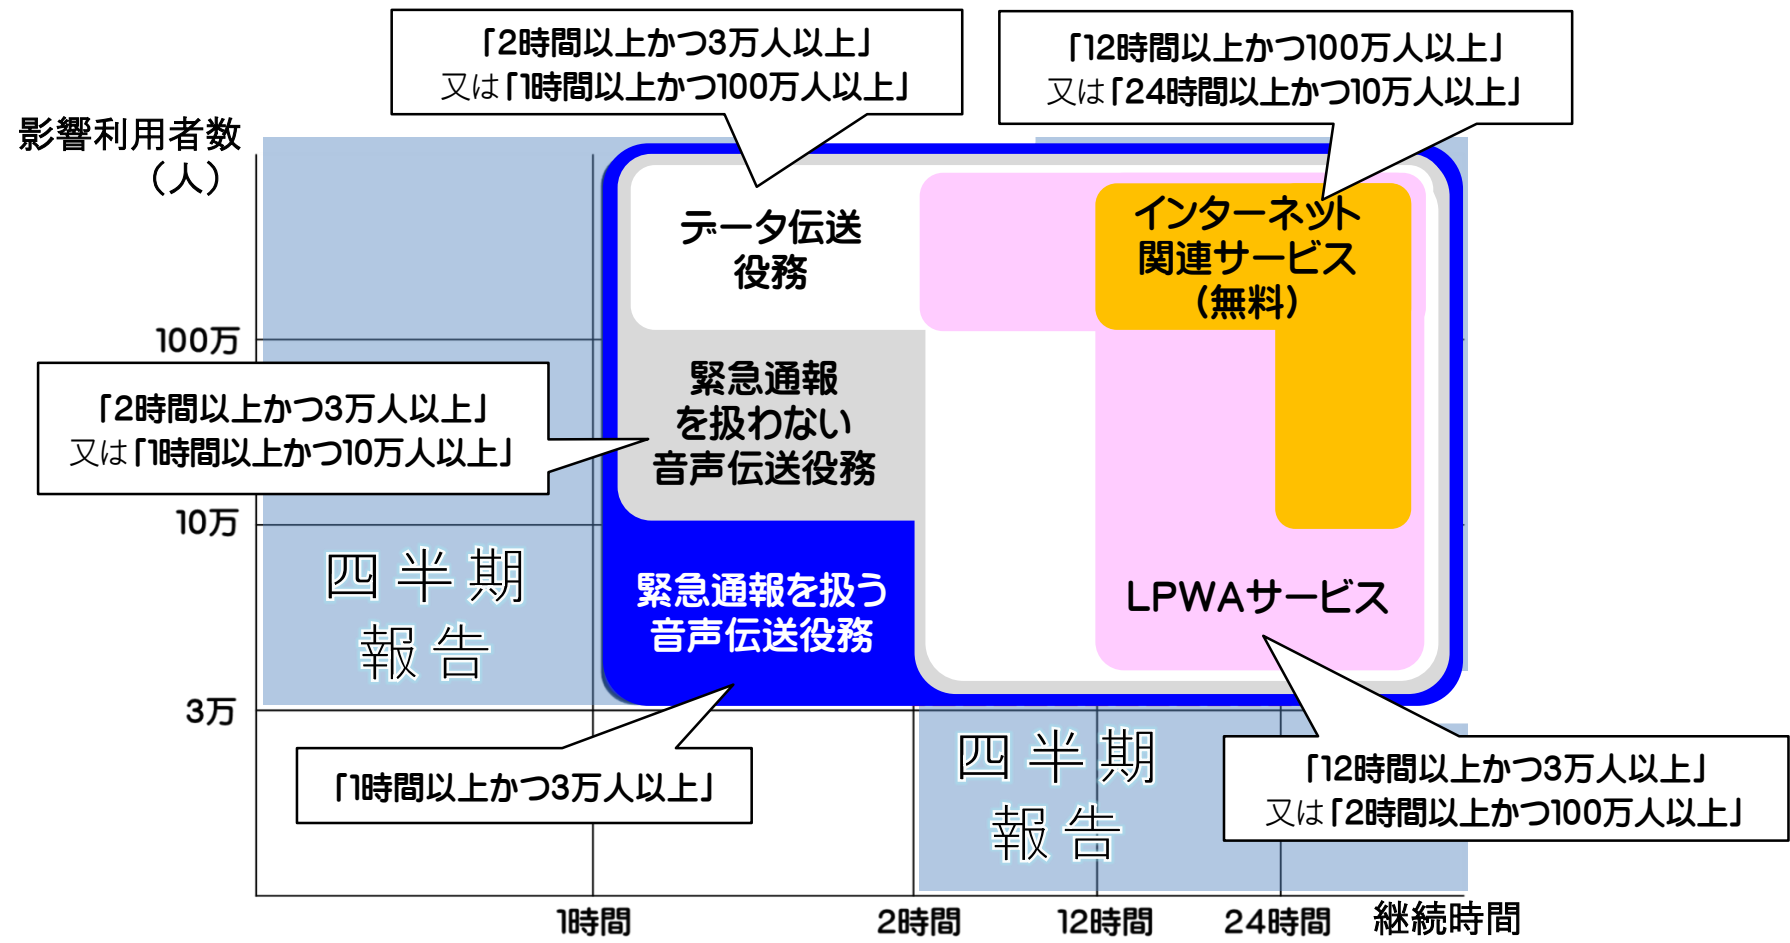 「2時間以上かつ3万人以上」
又は「1時間以上かつ100万人以上」
「12時間以上かつ100万人以上」
又は「24時間以上かつ10万人以上」
影響利用者数
（人）
データ伝送
役務
インターネット
関連サービス
（無料）
100万
「2時間以上かつ3万人以上」
又は「1時間以上かつ10万人以上」
緊急通報
を扱わない
音声伝送役務
10万
四半期
報告
緊急通報を扱う
音声伝送役務
LPWAサービス
3万
「1時間以上かつ3万人以上」
四半期
報告
「12時間以上かつ3万人以上」
又は「2時間以上かつ100万人以上」
1時間
2時間
12時間
24時間
継続時間